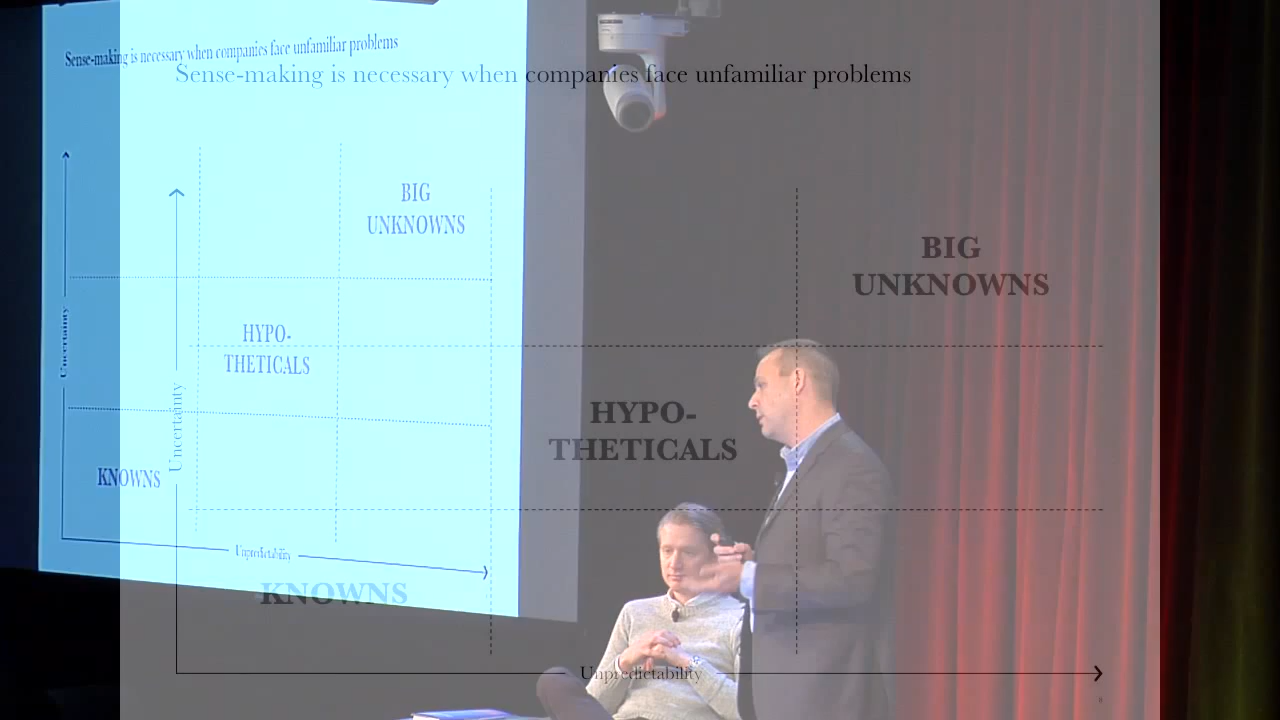 Sense-making is necessary when companies face unfamiliar problems
BIG
UNKNOWNS
HYPO-
THETICALS
Uncertainty
KNOWNS
Unpredictability
Sense-making is necessary when companies face unfamiliar problems
BIG
UNKNOWNS
HYPO-
THETICALS
Uncertainty
KNOWNS
Unpredictability